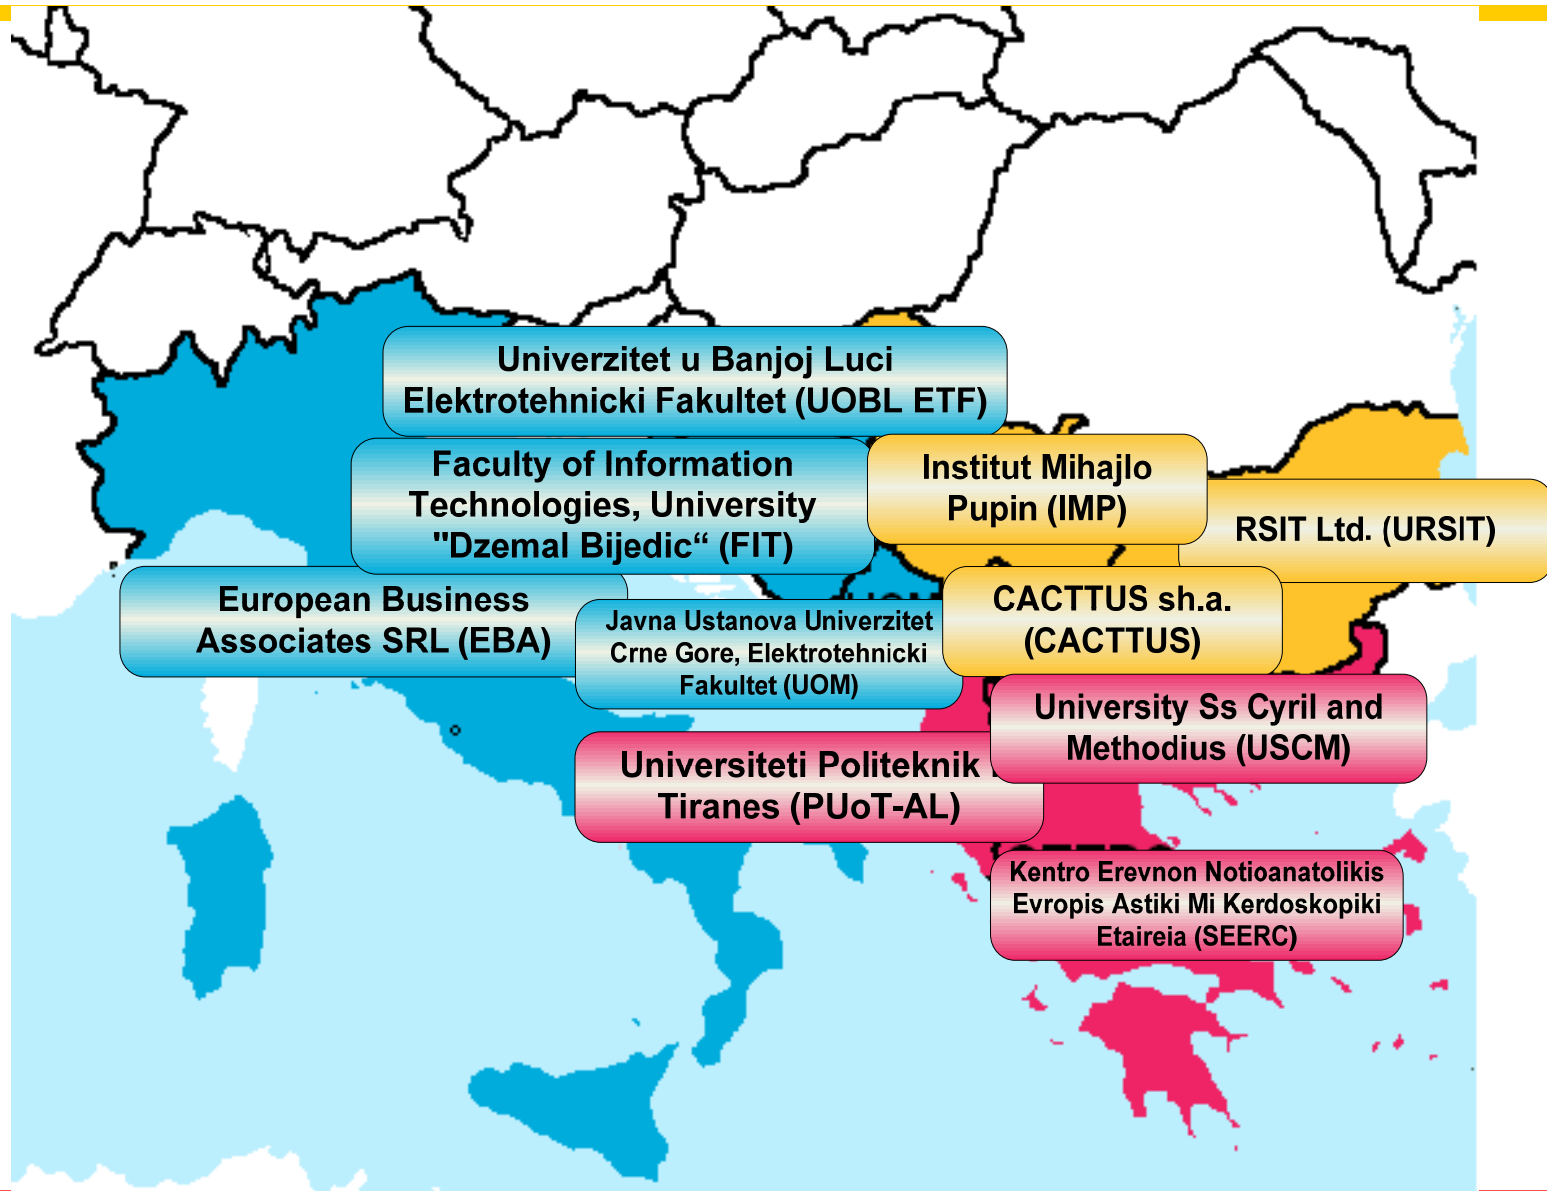 Univerzitet u Banjoj Luci
Elektrotehnicki Fakultet (UOBL ETF)
Faculty of Information
Technologies, University
"Dzemal Bijedic“ (FIT)
Institut Mihajlo
Pupin (IMP)
RSIT Ltd. (URSIT)
European Business
Associates SRL (EBA)
Javna Ustanova Univerzitet
Crne Gore, Elektrotehnicki
Fakultet (UOM)
CACTTUS sh.a.
(CACTTUS)
University Ss Cyril and
Methodius (USCM)
Universiteti Politeknik
Tiranes (PUoT-AL)
Kentro Erevnon Notioanatolikis
Evropis Astiki Mi Kerdoskopiki
Etaireia (SEERC)